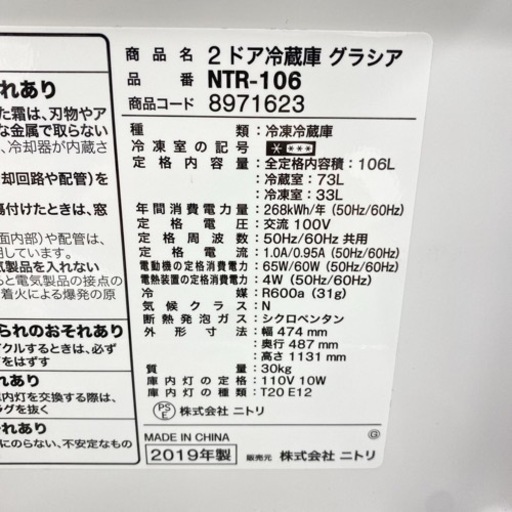 れあり
た霜は、刃物やア
な金属で取らない
、冷却器が内蔵さ
却回路や配管)を
傷付けたときは、窓
面内部)や配管は、
気製品を入れない
ると電気製品の接点の
着火による爆発の原
られのおそれあり
クルするときは、必ず
をはずす
れあり
庫内灯を交換する際は、
グを抜く
それあり
にのらない、不安定なもの
商品名 2ドア冷蔵庫 グラシア
品番 NTR-106
商品コード 8971623
種類:冷凍冷蔵庫
冷凍室の記号:
定格内容積:全定格内容積:106L
:冷蔵室:73L
:冷凍室:33L
年間消費電力量:268kWh/年 (50Hz/60Hz)
定格電圧:交流 100V
定格周波数:50Hz/60Hz 共用
定格電流:1.0A/0.95A (50Hz/60Hz)
電動機の定格消費電力:65W/60W (50Hz/60Hz)
電熱装置の定格消費電力:4W (50Hz/60Hz)
冷媒:R600a (31g)
気候クラス:N
断熱発泡ガス:シクロペンタン
外形寸法:幅 474 mm
:奥行 487 mm
:高さ 1131 mm
質量:30kg
庫内灯の定格:110V 10W
庫内灯の種類:T20 E12
PSE 株式会社 ニトリ
MADE IN CHINA
G
2019年製 販売元 株式会社 ニトリ